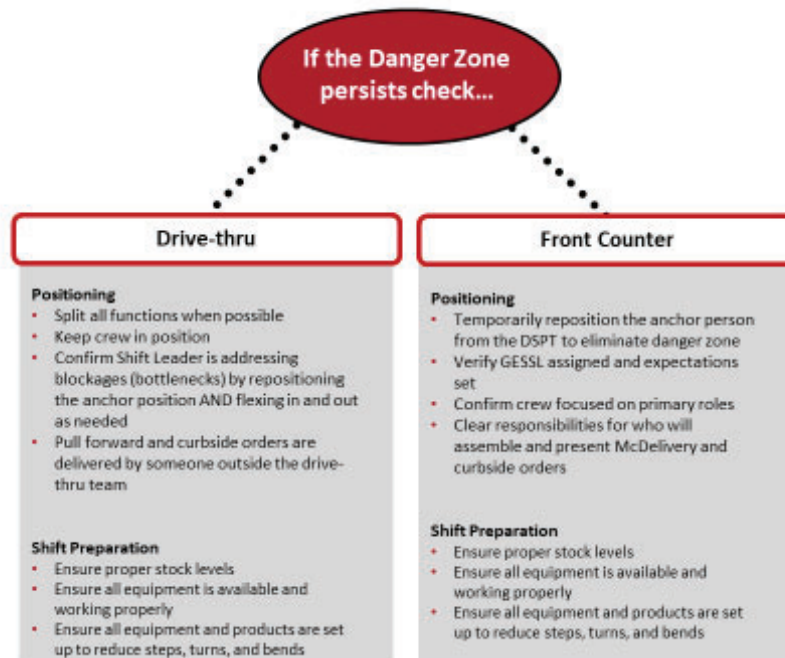 If the Danger Zone
persists check...
Drive-thru
Positioning
• Split all functions when possible
• Keep crew in position
• Confirm Shift Leader is addressing
blockages (bottlenecks) by repositioning
the anchor position AND flexing in and out
as needed
• Pull forward and curbside orders are
delivered by someone outside the drive-
thru team
Shift Preparation
• Ensure proper stock levels
• Ensure all equipment is available and
working properly
• Ensure all equipment and products are set
up to reduce steps, turns, and bends
Front Counter
Positioning
• Temporarily reposition the anchor person
from the DSPT to eliminate danger zone
• Verify GESSL assigned and expectations
set
• Confirm crew focused on primary roles
• Clear responsibilities for who will
assemble and present McDelivery and
curbside orders
Shift Preparation
• Ensure proper stock levels
• Ensure all equipment is available and
working properly
• Ensure all equipment and products are set
up to reduce steps, turns, and bends